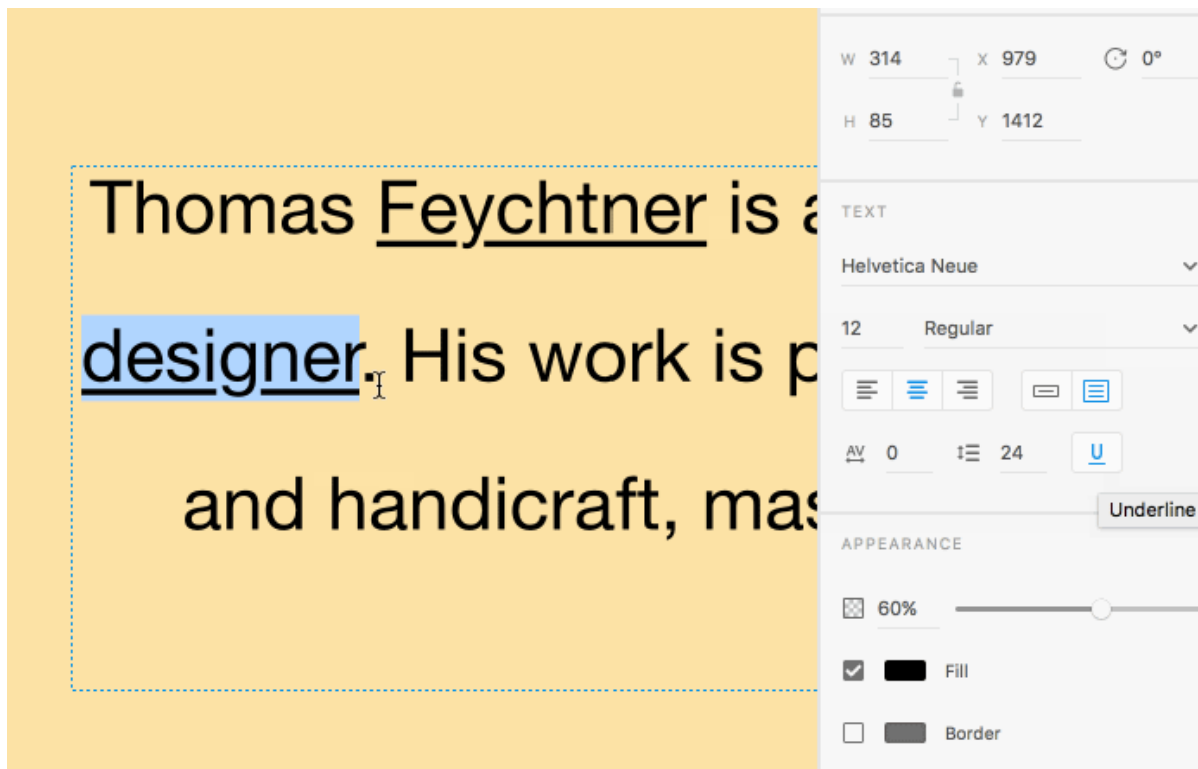 Thomas Feychtner is a
designer. His work is p
and handicraft, mas
W 314 X 979 0°
H 85 Y 1412
TEXT
Helvetica Neue
12 Regular
AV 0 24 U
Underline
APPEARANCE
60%
Fill
Border